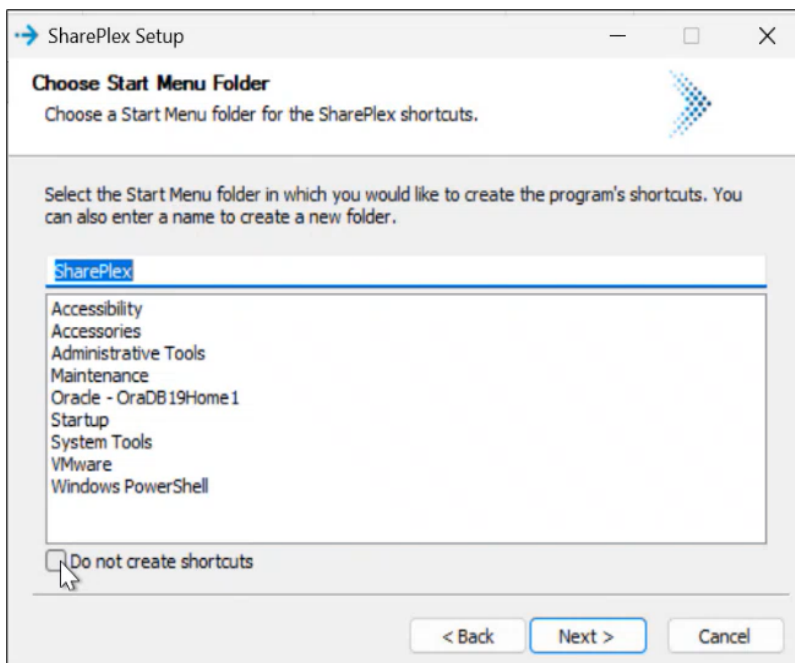 SharePlex Setup
Choose Start Menu Folder
Choose a Start Menu folder for the SharePlex shortcuts.
Select the Start Menu folder in which you would like to create the program's shortcuts. You
can also enter a name to create a new folder.
SharePlex
Accessibility
Accessories
Administrative Tools
Maintenance
Oracle - OraDB19Home1
Startup
System Tools
VMware
Windows PowerShell
Do not create shortcuts
< Back Next > Cancel